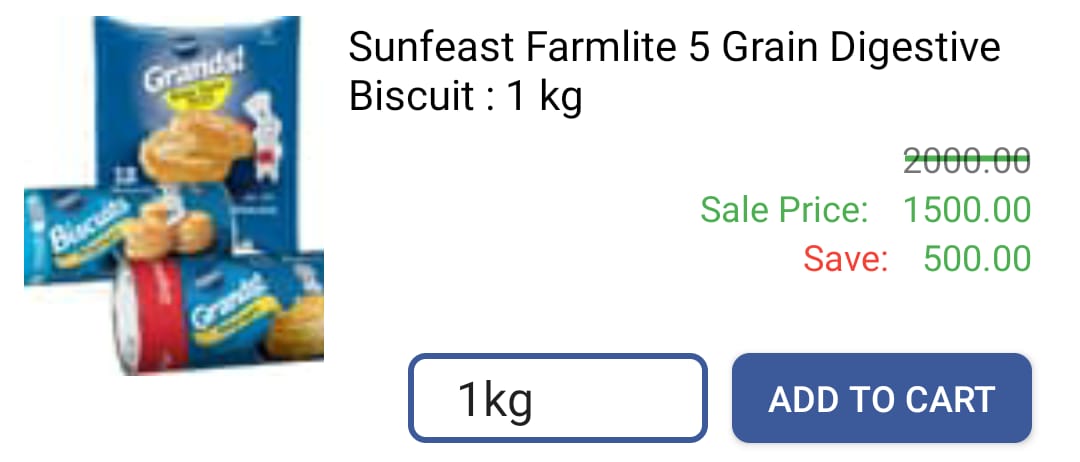 Grands!
Biscuits
Grands!
Sunfeast Farmlite 5 Grain Digestive
Biscuit : 1 kg
2000.00
Sale Price: 1500.00
Save: 500.00
1kg
ADD TO CART